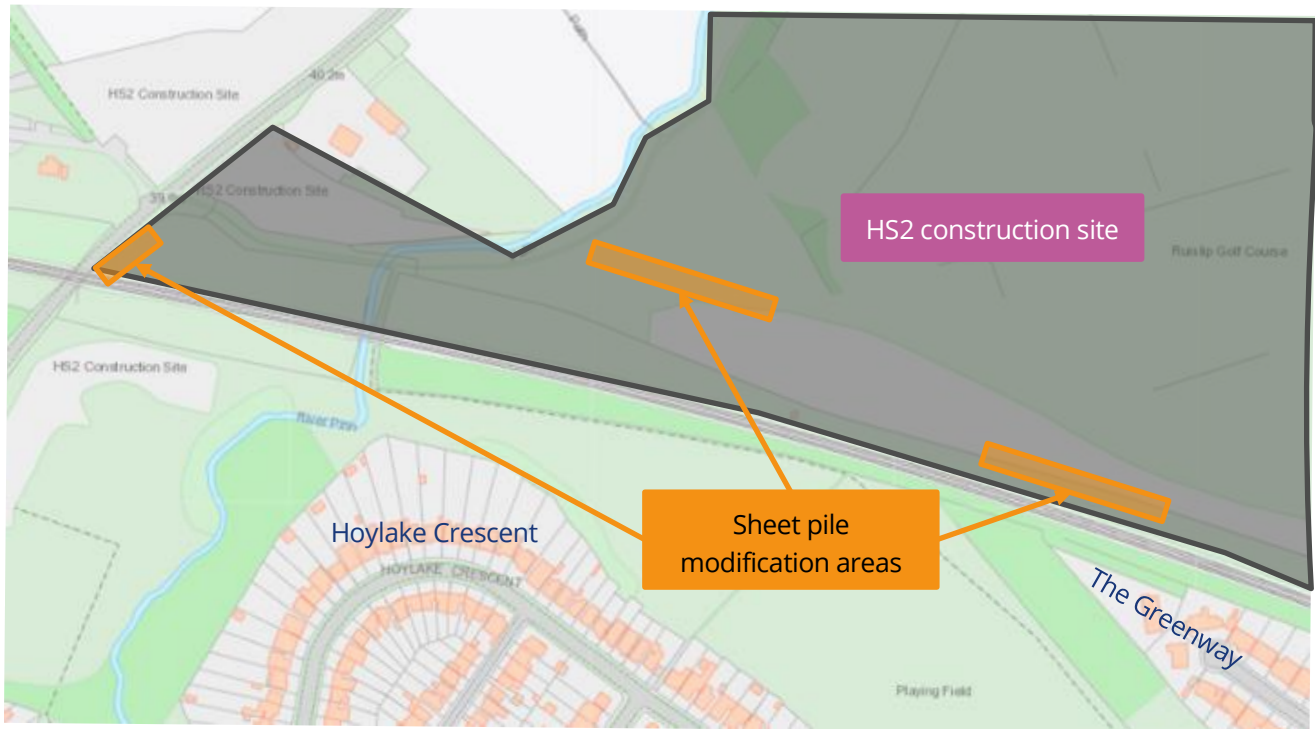 Path
40.2m
HS2 Construction Site
HS2 Construction Site
HS2 construction site
Ruislip Golf Course
HS2 Construction Site
River Pinn
Sheet pile
modification areas
Hoylake Crescent
HOYLAKE CRESCENT
The Greenway
Playing Field